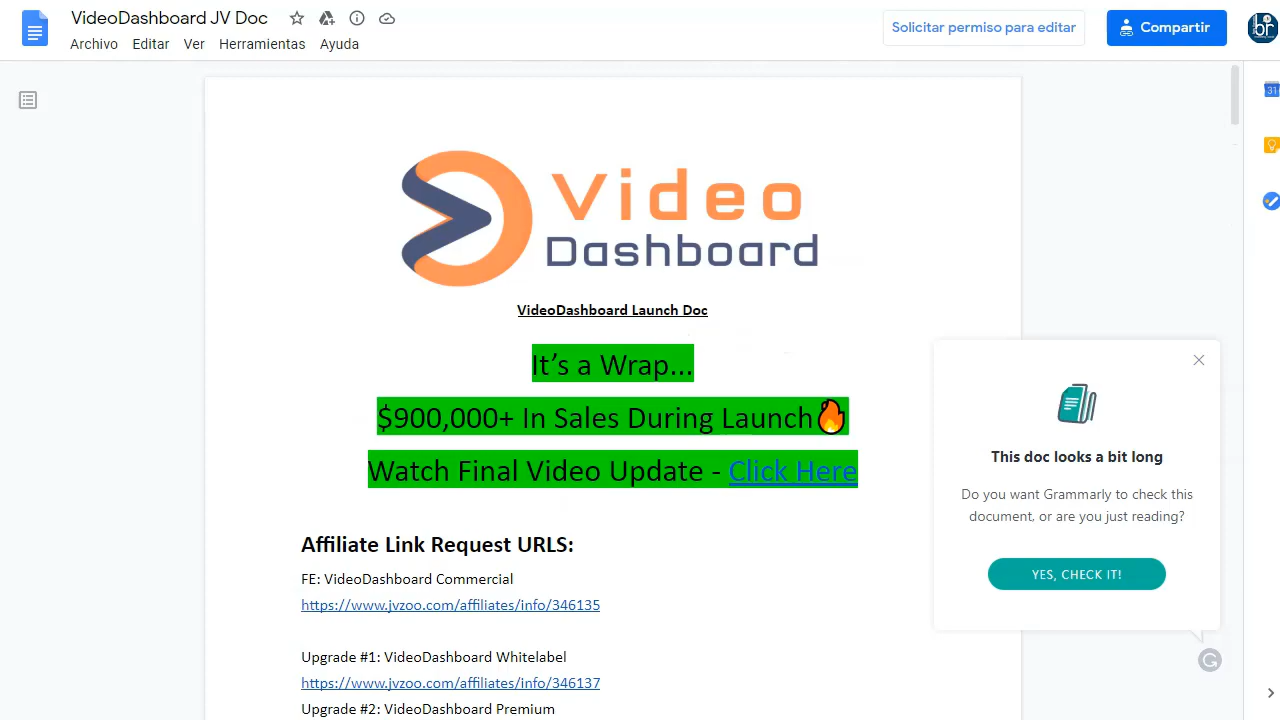 VideoDashboard JV Doc
Archivo Editar Ver Herramientas Ayuda
Solicitar permiso para editar
Compartir
br
31
Video
Dashboard
VideoDashboard Launch Doc
It's a Wrap...
$900,000+ In Sales During Launch🔥
Watch Final Video Update - Click Here
Affiliate Link Request URLS:
FE: VideoDashboard Commercial
https://www.jvzoo.com/affiliates/info/346135
Upgrade #1: VideoDashboard Whitelabel
https://www.jvzoo.com/affiliates/info/346137
Upgrade #2: VideoDashboard Premium
This doc looks a bit long
Do you want Grammarly to check this
document, or are you just reading?
YES, CHECK IT!